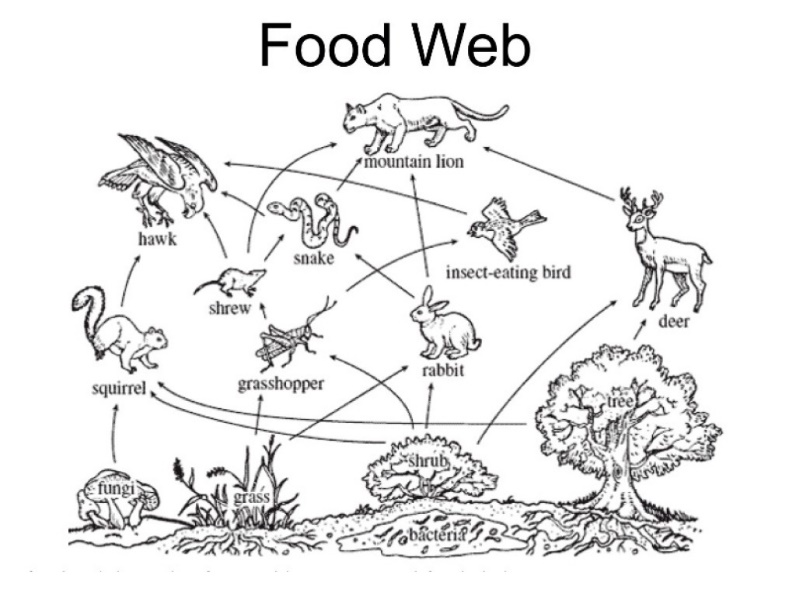 Food Web
mountain lion
hawk
snake
insect-eating bird
shrew
deer
squirrel
grasshopper
rabbit
tree
fungi
grass
shrub
bacteria